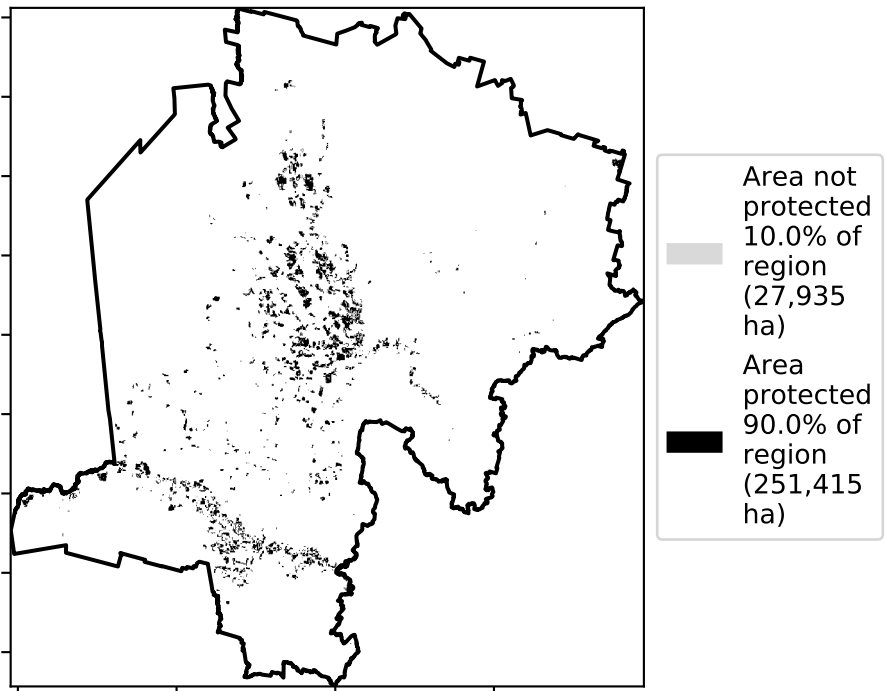 Area not
protected
10.0% of
region
(27,935
ha)
Area
protected
90.0% of
region
(251,415
ha)